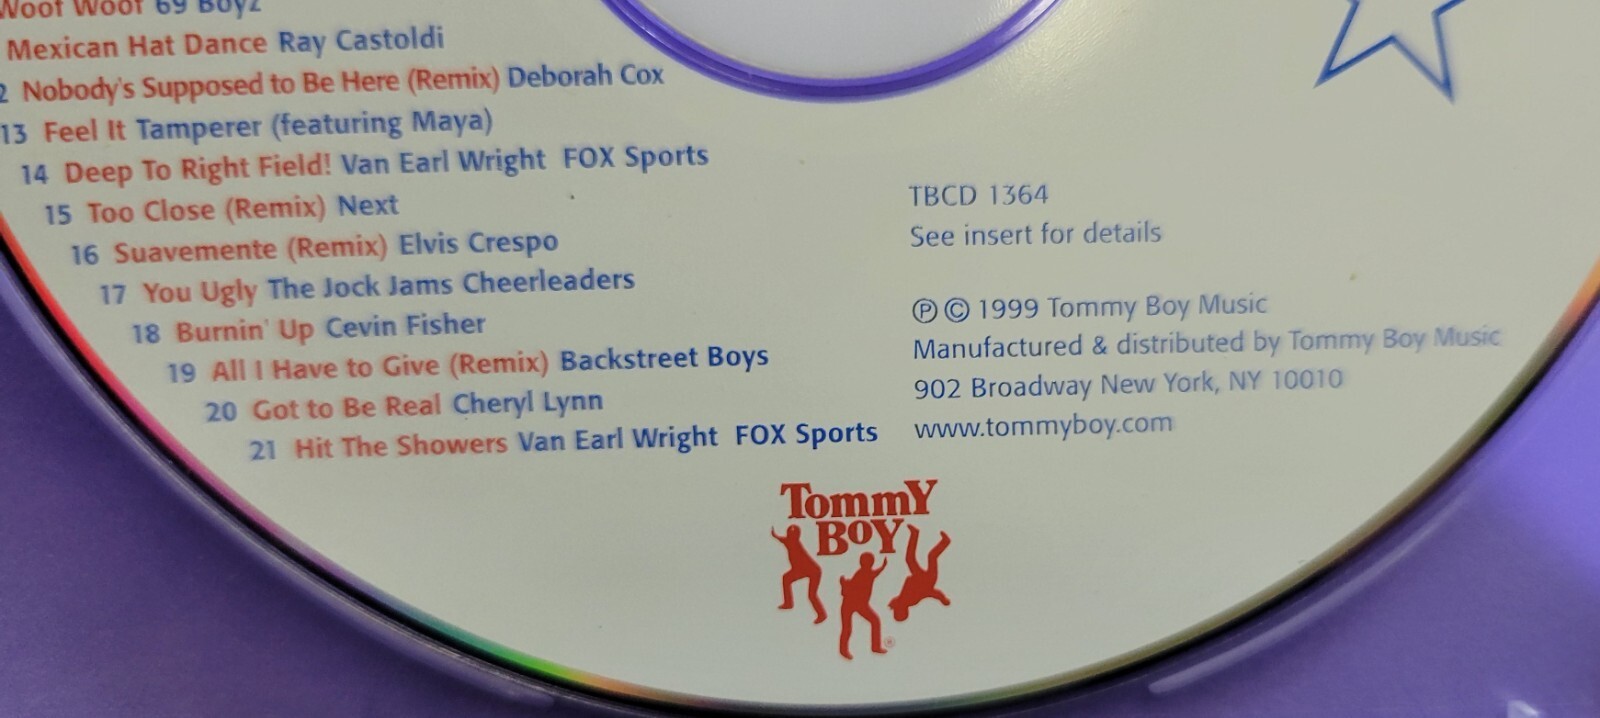 Woof Woof 69 Boyz
Mexican Hat Dance Ray Castoldi
2 Nobody's Supposed to Be Here (Remix) Deborah Cox
13 Feel It Tamperer (featuring Maya)
14 Deep To Right Field! Van Earl Wright FOX Sports
15 Too Close (Remix) Next
16 Suavemente (Remix) Elvis Crespo
17 You Ugly The Jock Jams Cheerleaders
18 Burnin' Up Cevin Fisher
19 All I Have to Give (Remix) Backstreet Boys
20 Got to Be Real Cheryl Lynn
21 Hit The Showers Van Earl Wright FOX Sports
TBCD 1364
See insert for details
℗ © 1999 Tommy Boy Music
Manufactured & distributed by Tommy Boy Music
902 Broadway New York, NY 10010
www.tommyboy.com
TommY
BOY
®